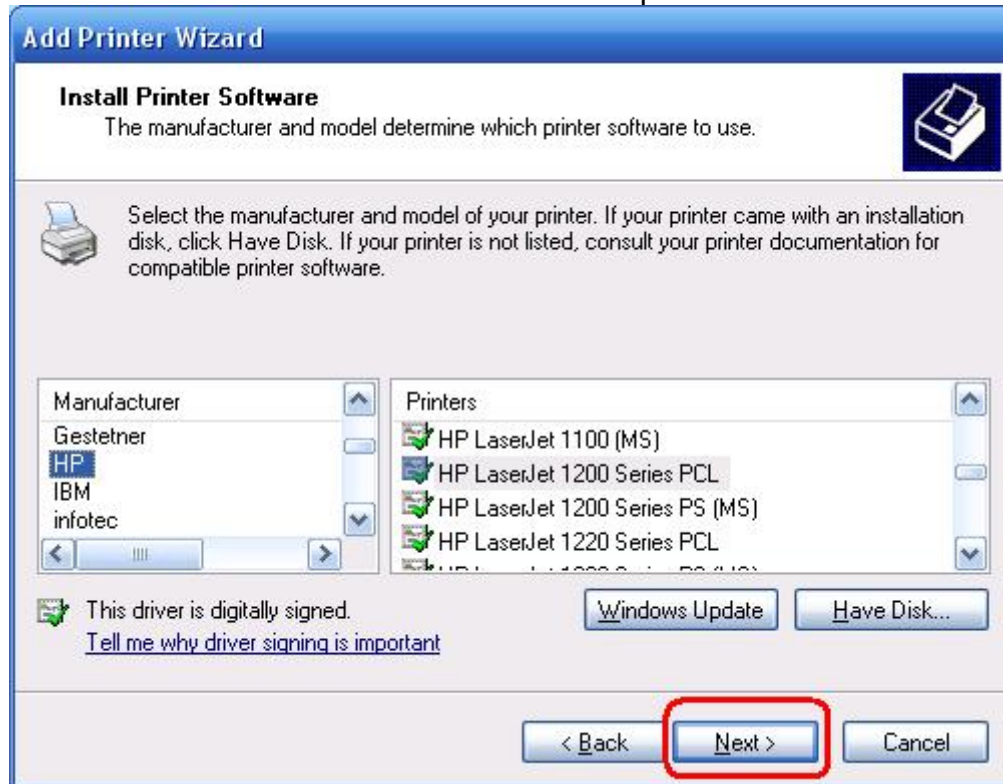 Add Printer Wizard
Install Printer Software
The manufacturer and model determine which printer software to use.
Select the manufacturer and model of your printer. If your printer came with an installation
disk, click Have Disk. If your printer is not listed, consult your printer documentation for
compatible printer software.
Manufacturer
Gestetner
HP
IBM
infotec
Printers
HP LaserJet 1100 (MS)
HP LaserJet 1200 Series PCL
HP LaserJet 1200 Series PS (MS)
HP LaserJet 1220 Series PCL
This driver is digitally signed.
Tell me why driver signing is important
Windows Update
Have Disk...
< Back
Next >
Cancel